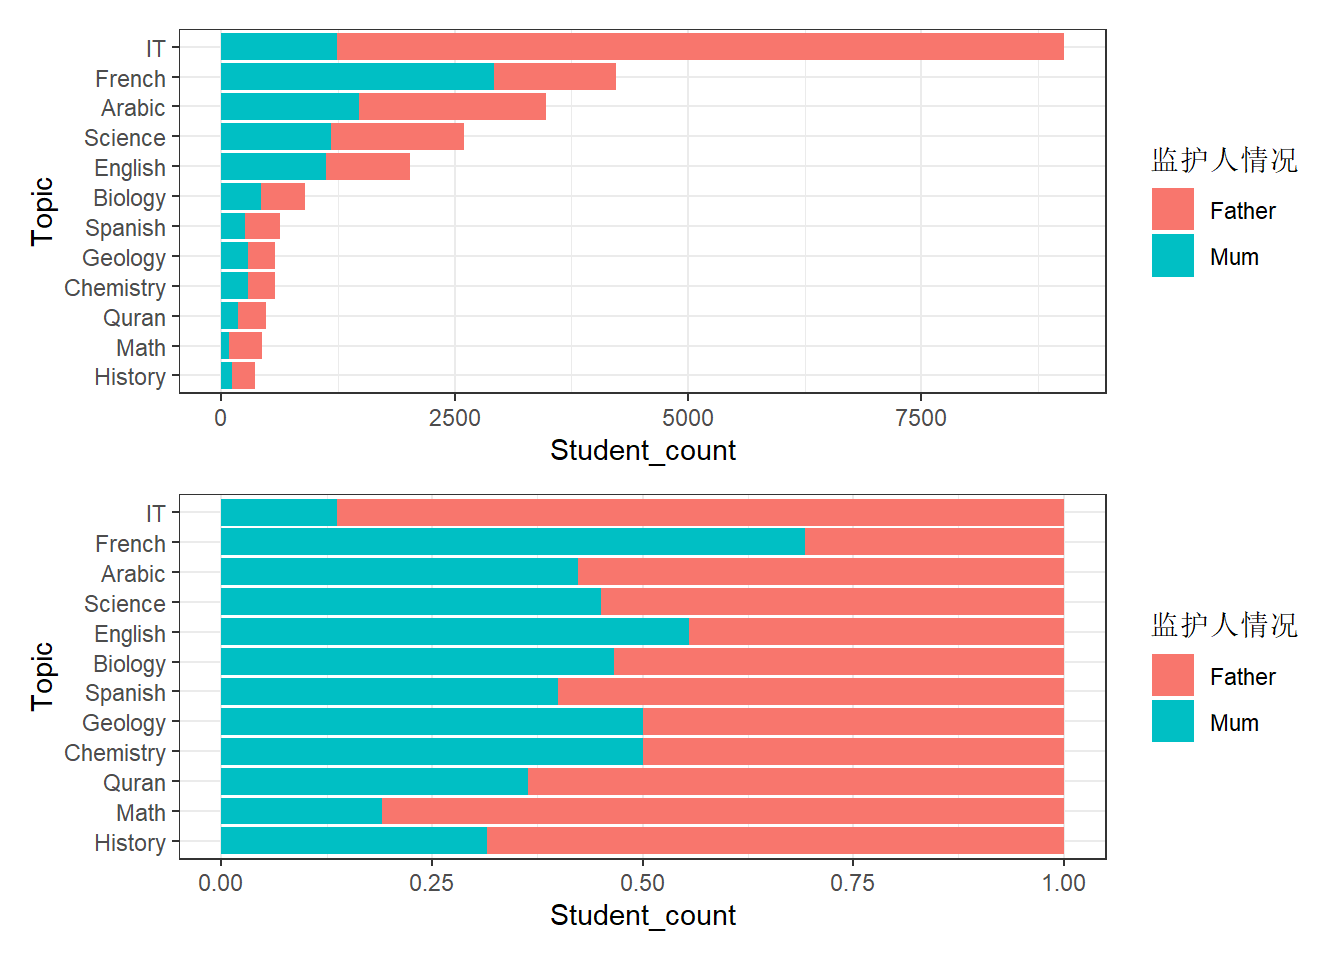 IT
French
Arabic
Science
English
Biology
Spanish
Geology
Chemistry
Quran
Math
History
Topic
0 2500 5000 7500
Student_count
监护人情况
Father
Mum
IT
French
Arabic
Science
English
Biology
Spanish
Geology
Chemistry
Quran
Math
History
Topic
0.00 0.25 0.50 0.75 1.00
Student_count
监护人情况
Father
Mum